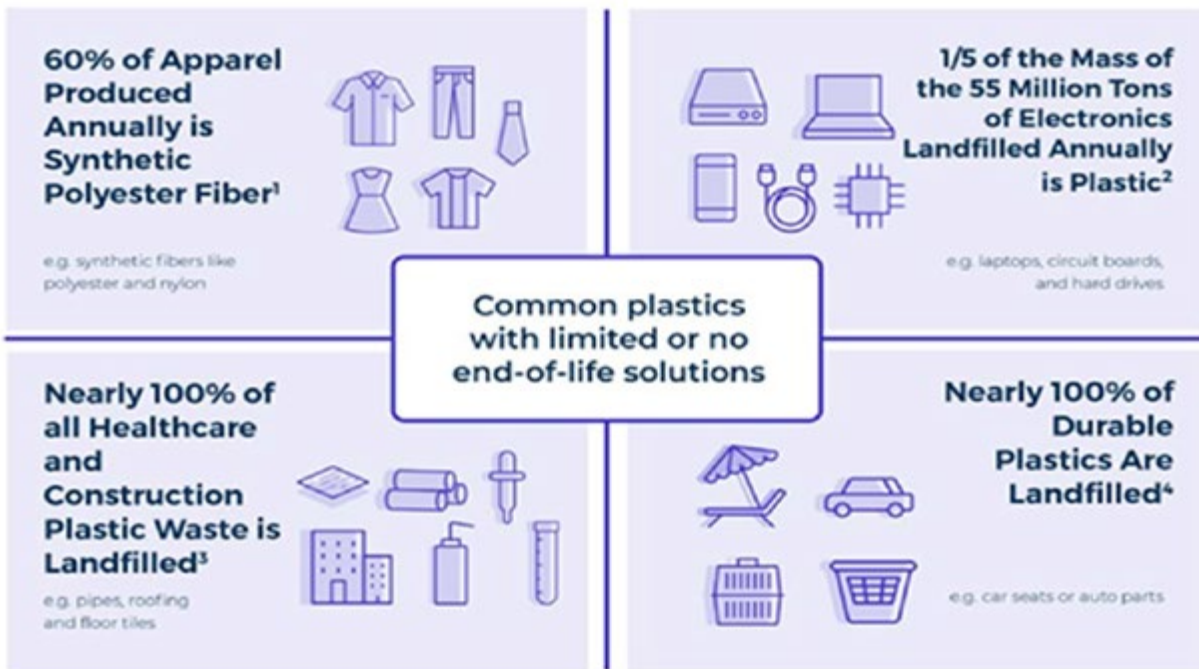 60% of Apparel
Produced
Annually is
Synthetic
Polyester Fiber¹
e.g. synthetic fibers like
polyester and nylon
1/5 of the Mass of
the 55 Million Tons
of Electronics
Landfilled Annually
is Plastic²
e.g. laptops, circuit boards,
and hard drives
Common plastics
with limited or no
end-of-life solutions
Nearly 100% of
all Healthcare
and
Construction
Plastic Waste is
Landfilled³
e.g. pipes, roofing
and floor tiles
Nearly 100% of
Durable
Plastics Are
Landfilled⁴
e.g. car seats or auto parts